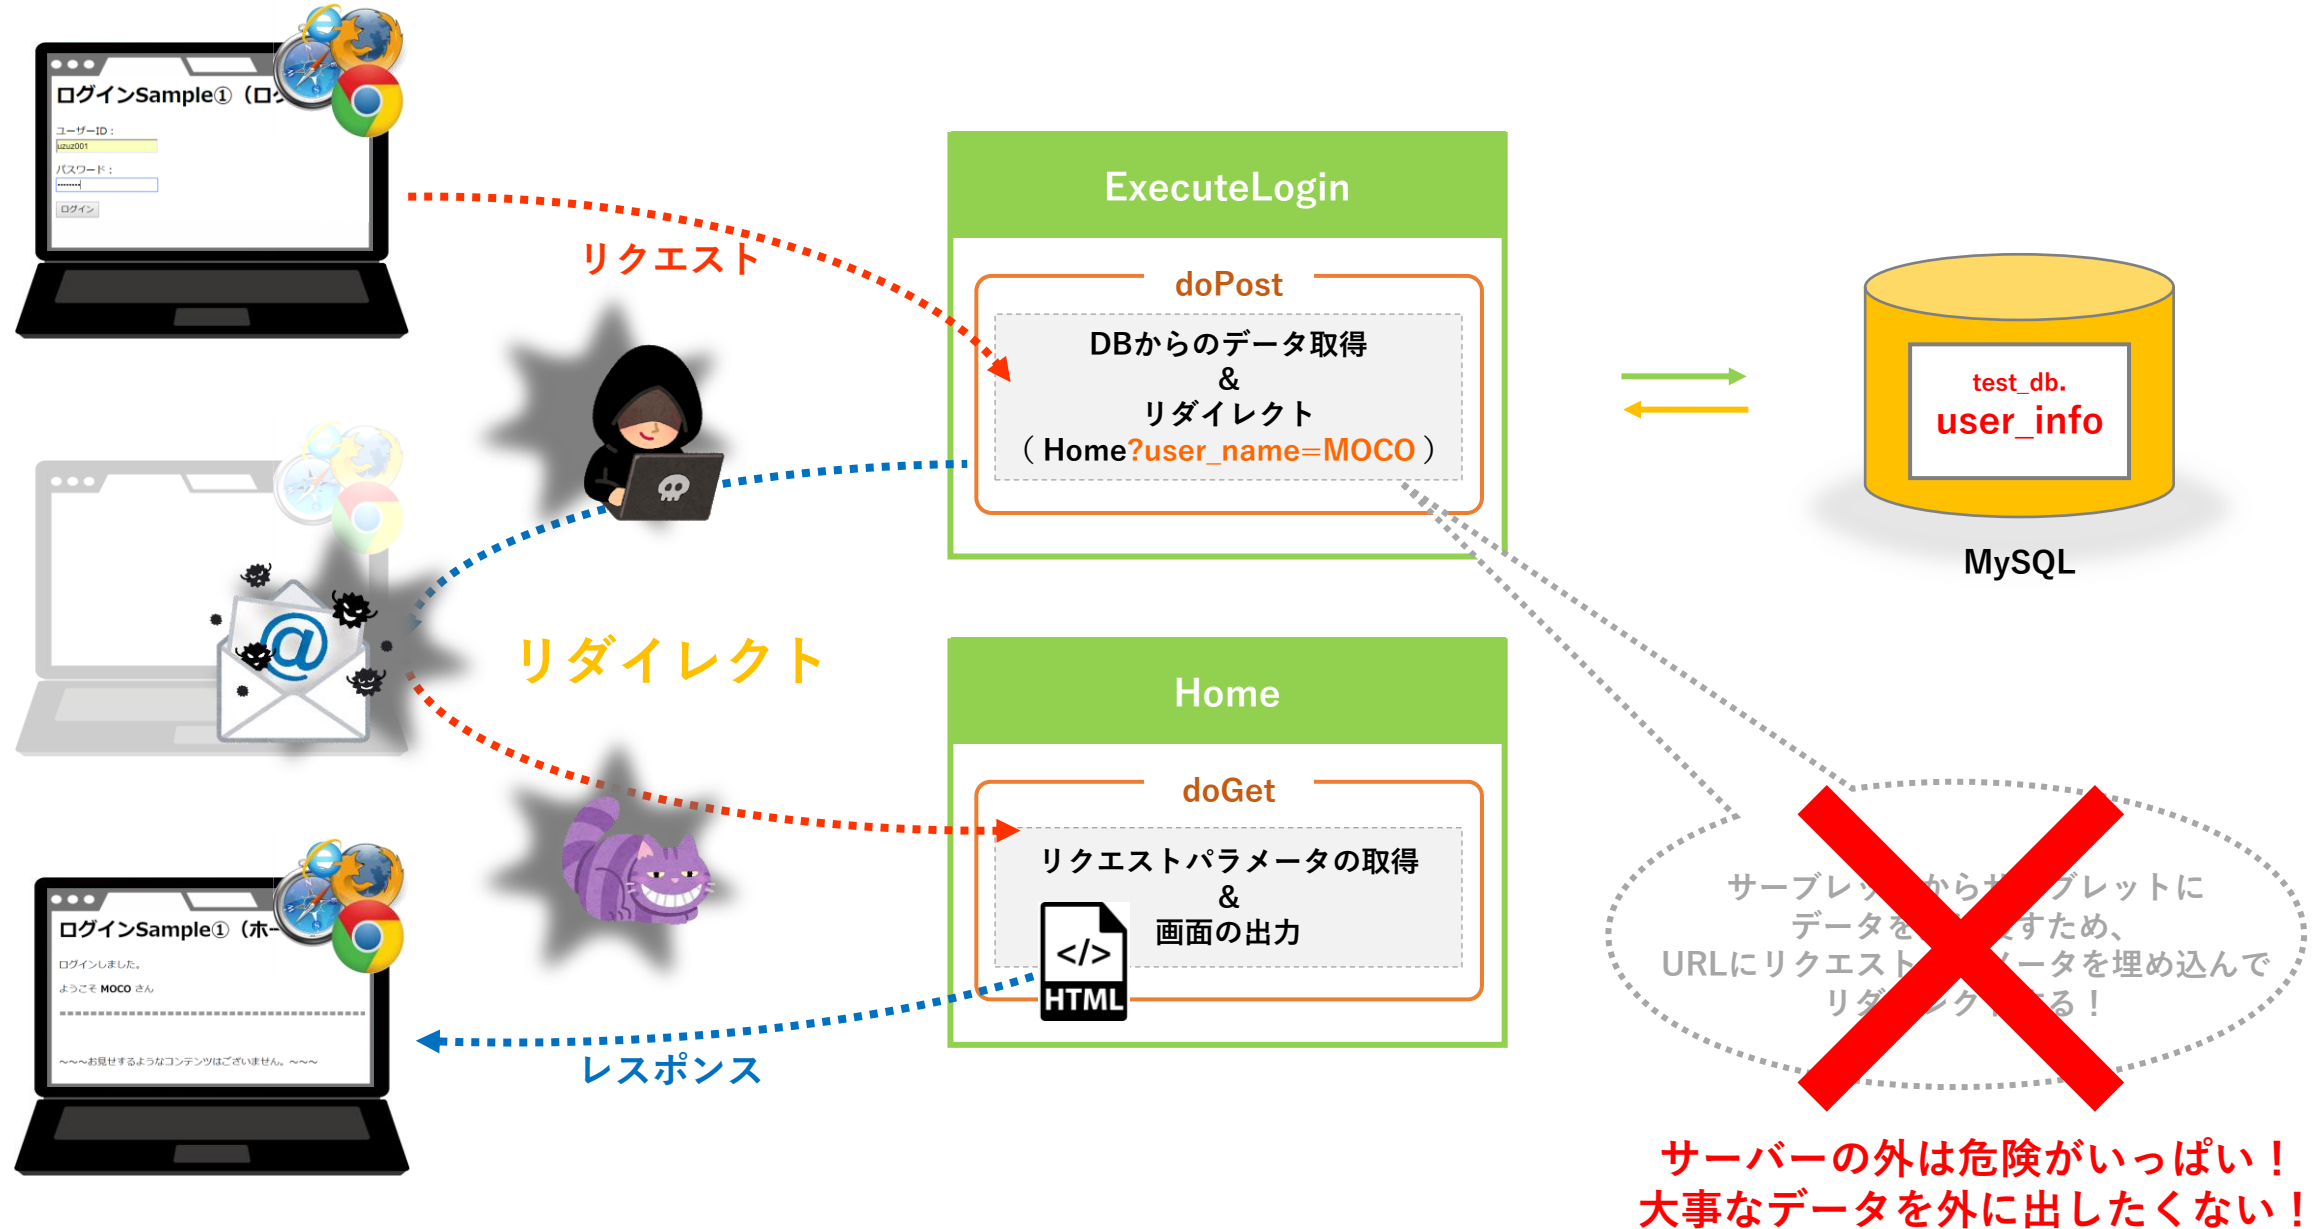 ログインSample①（ロ
ユーザーID：
uzuz001
パスワード：
ログイン
リクエスト
ExecuteLogin
doPost
DBからのデータ取得
&
リダイレクト
（ Home?user_name=MOCO ）
test_db.
user_info
MySQL
リダイレクト
Home
doGet
リクエストパラメータの取得
&
画面の出力
</>
HTML
レスポンス
ログインSample①（ホー
ログインしました。
ようこそ MOCO さん
～～～お見せするようなコンテンツはございません。～～～
サーブレッ からサ ブレットに
データを すため、
URLにリクエスト メータを埋め込んで
リダ レク る！
サーバーの外は危険がいっぱい！
大事なデータを外に出したくない！